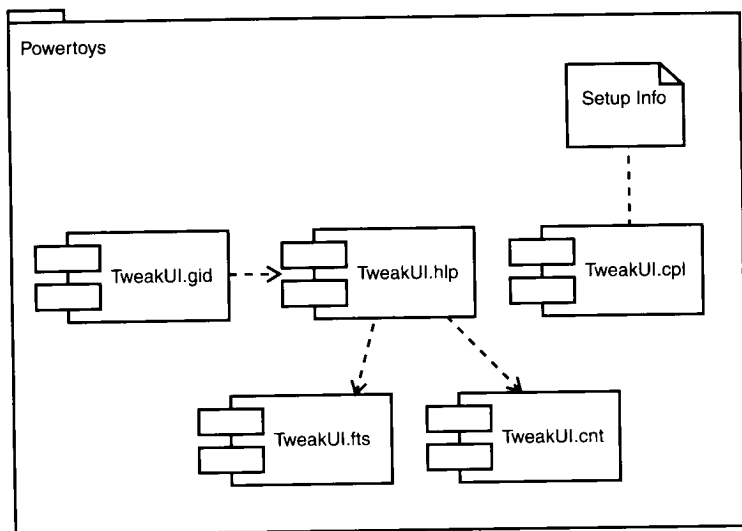 Powertoys
Setup Info
TweakUI.gid
TweakUI.hlp
TweakUI.cpl
TweakUI.fts
TweakUI.cnt